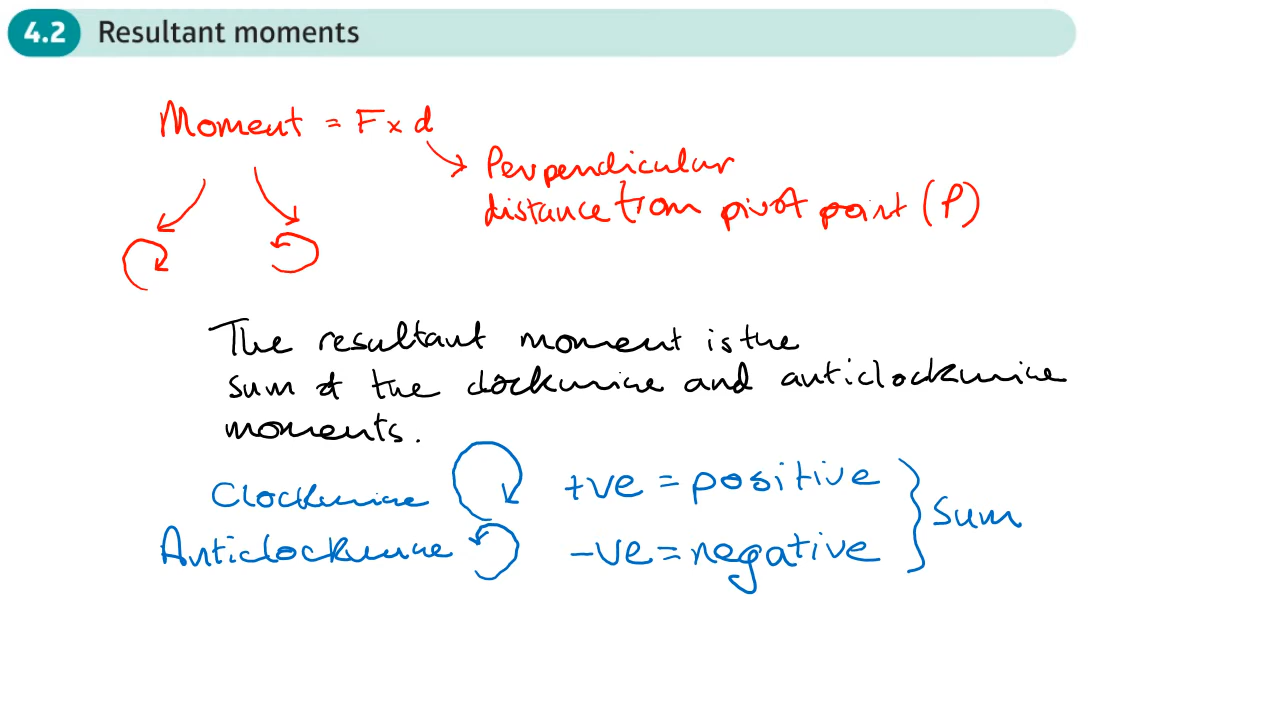 4.2 Resultant moments
Moment = F × d
Perpendicular
distance from pivot point (P)
The resultant moment is the
sum of the clockwise and anticlockwise
moments.
Clockwise +ve = positive
sum
Anticlockwise -ve = negative